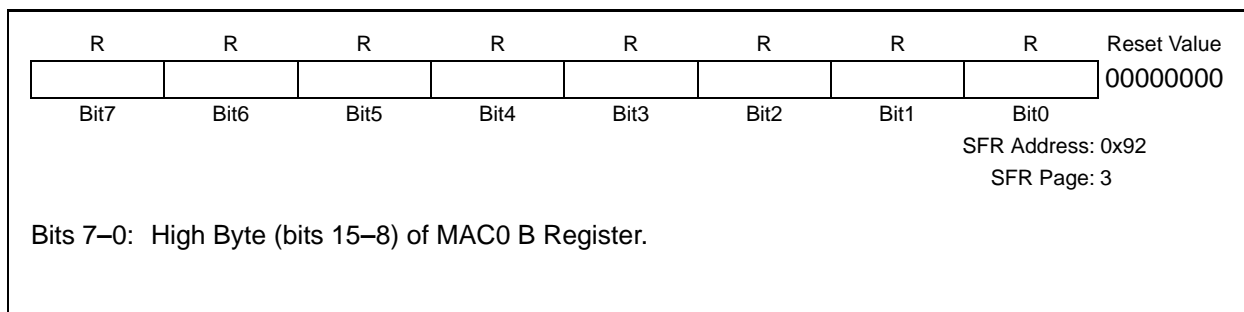 R R R R R R R R Reset Value
00000000
Bit7 Bit6 Bit5 Bit4 Bit3 Bit2 Bit1 Bit0
SFR Address: 0x92
SFR Page: 3
Bits 7–0: High Byte (bits 15–8) of MAC0 B Register.